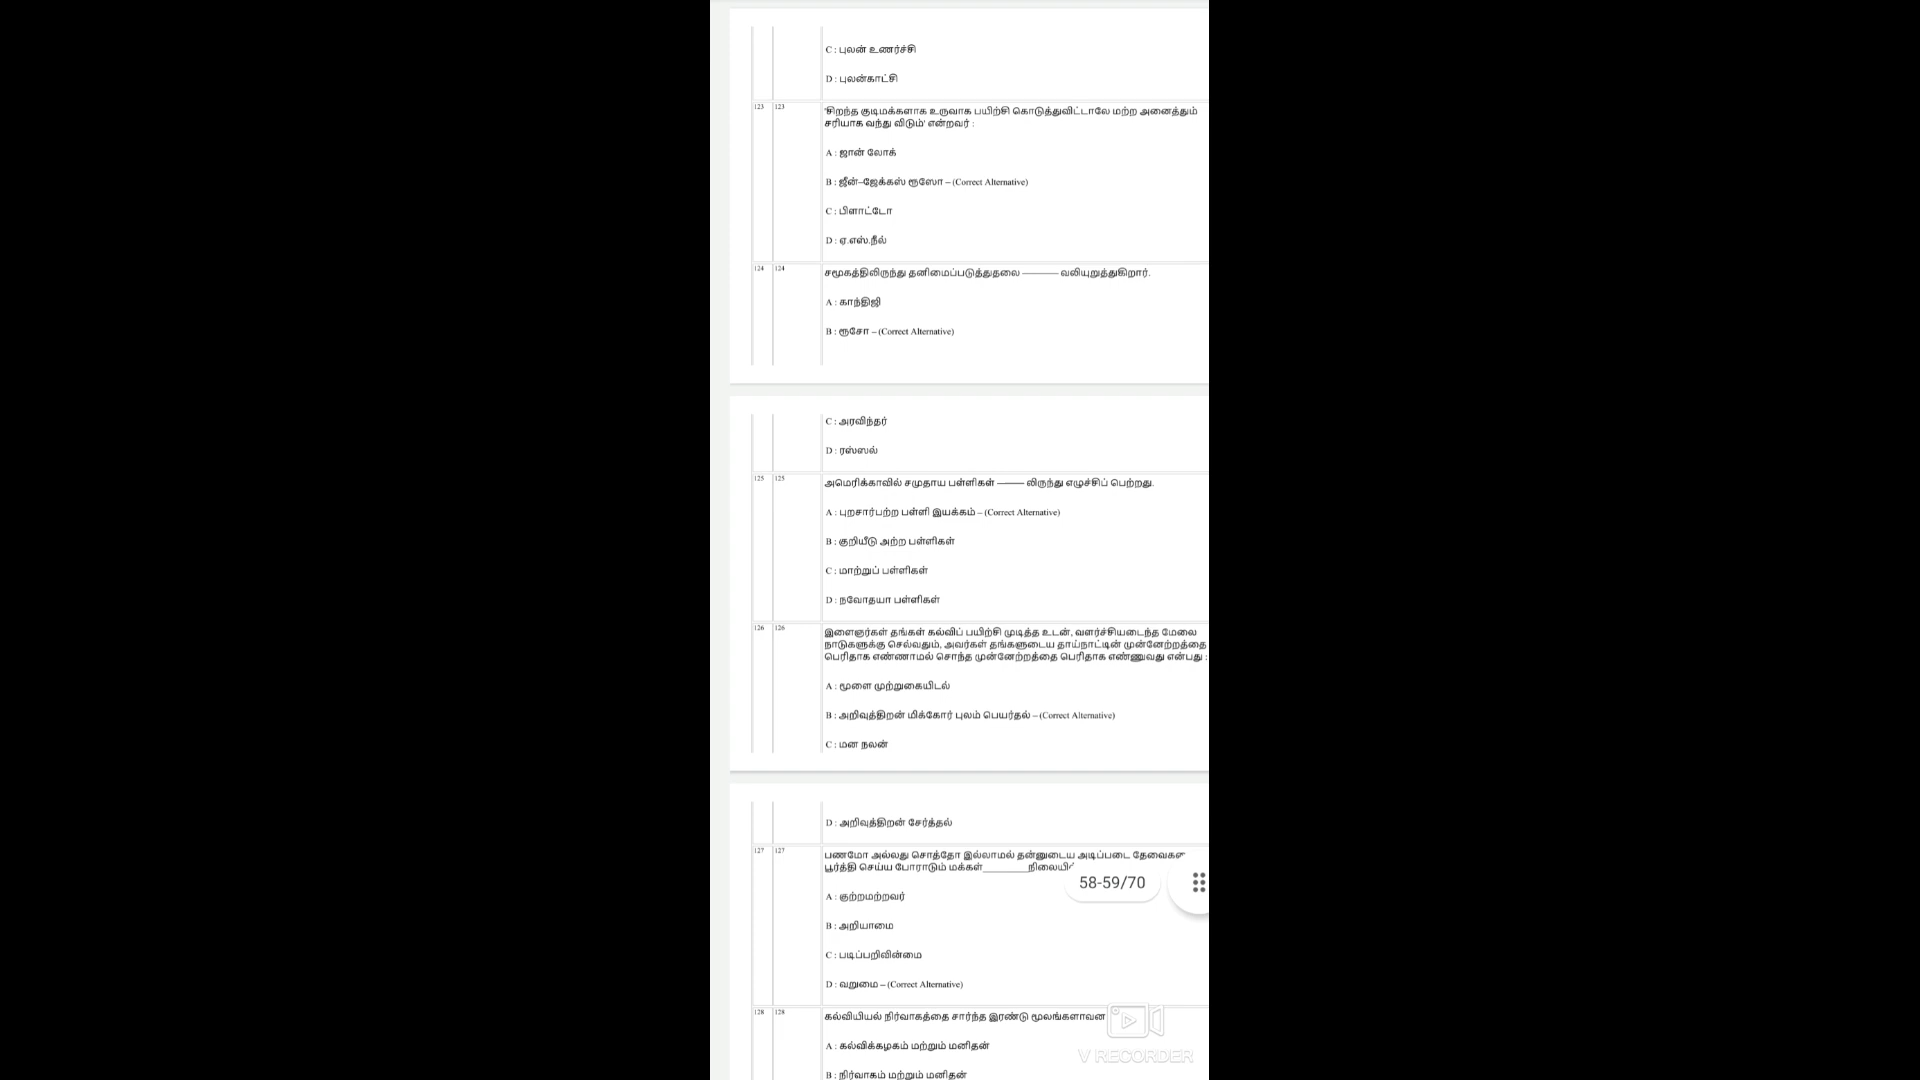 C : புலன் உணர்ச்சி
D : புலன்காட்சி
123 123 'சிறந்த குடிமக்களாக உருவாக பயிற்சி கொடுத்துவிட்டாலே மற்ற அனைத்தும்
சரியாக வந்து விடும்' என்றவர் :
A : ஜான் லோக்
B : ஜீன்–ஜேக்கஸ் ரூஸோ – (Correct Alternative)
C : பிளாட்டோ
D : ஏ.எஸ்.நீல்
124 124 சமூகத்திலிருந்து தனிமைப்படுத்துதலை ——— வலியுறுத்துகிறார்.
A : காந்திஜி
B : ரூசோ – (Correct Alternative)
C : அரவிந்தர்
D : ரஸ்ஸல்
125 125 அமெரிக்காவில் சமுதாய பள்ளிகள் ——— லிருந்து எழுச்சிப் பெற்றது.
A : புறசார்பற்ற பள்ளி இயக்கம் – (Correct Alternative)
B : குறியீடு அற்ற பள்ளிகள்
C : மாற்றுப் பள்ளிகள்
D : நவோதயா பள்ளிகள்
126 126 இளைஞர்கள் தங்கள் கல்விப் பயிற்சி முடித்த உடன், வளர்ச்சியடைந்த மேலை
நாடுகளுக்கு செல்வதும், அவர்கள் தங்களுடைய தாய்நாட்டின் முன்னேற்றத்தை
பெரிதாக எண்ணாமல் சொந்த முன்னேற்றத்தை பெரிதாக எண்ணுவது என்பது :
A : மூளை முற்றுகையிடல்
B : அறிவுத்திறன் மிக்கோர் புலம் பெயர்தல் – (Correct Alternative)
C : மன நலன்
D : அறிவுத்திறன் சேர்த்தல்
127 127 பணமோ அல்லது சொத்தோ இல்லாமல் தன்னுடைய அடிப்படை
பூர்த்தி செய்ய போராடும் மக்கள்__________
58-59/70
A : குற்றமற்றவர்
B : அறியாமை
C : படிப்பறிவின்மை
D : வறுமை – (Correct Alternative)
128 128 கல்வியியல் நிர்வாகத்தை சார்ந்த இரண்டு மூலங்களாவன
A : கல்விக்கழகம் மற்றும் மனிதன்
B : நிர்வாகம் மற்றும் மனிதன்
V RECORDER